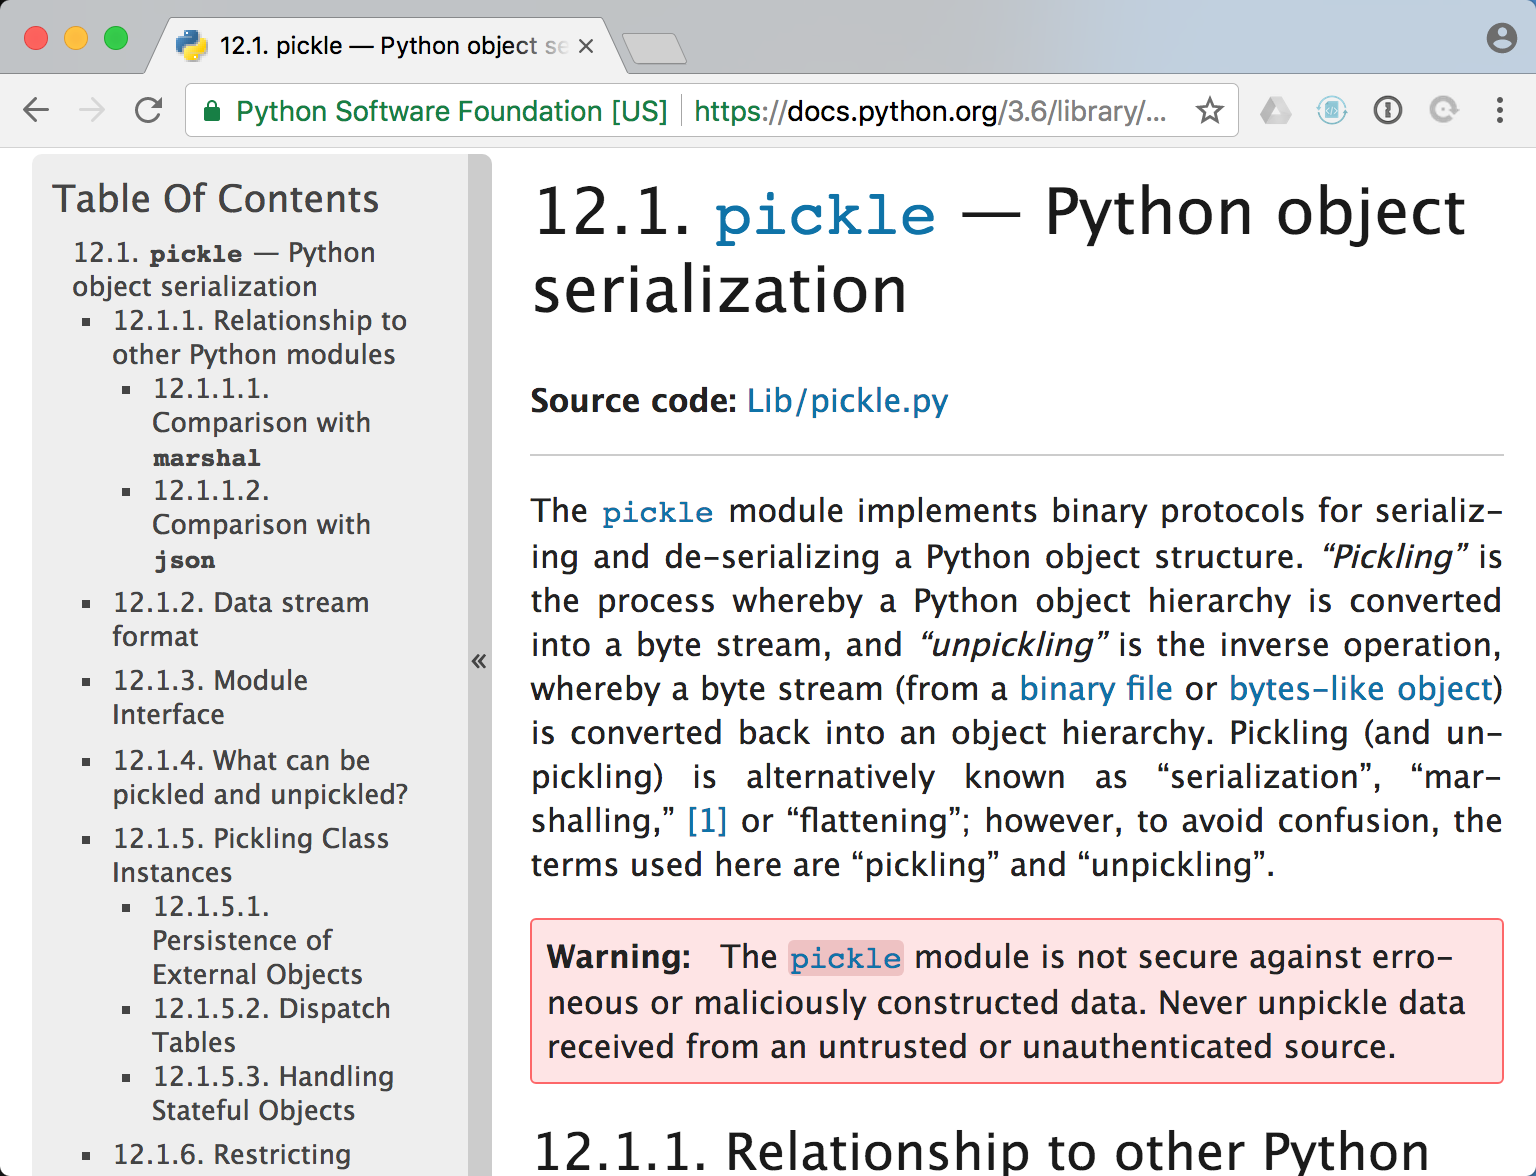 12.1. pickle — Python object se
Python Software Foundation [US] https://docs.python.org/3.6/library/...
Table Of Contents
12.1. pickle — Python
object serialization
12.1.1. Relationship to
other Python modules
12.1.1.1.
Comparison with
marshal
12.1.1.2.
Comparison with
json
12.1.2. Data stream
format
12.1.3. Module
Interface
12.1.4. What can be
pickled and unpickled?
12.1.5. Pickling Class
Instances
12.1.5.1.
Persistence of
External Objects
12.1.5.2. Dispatch
Tables
12.1.5.3. Handling
Stateful Objects
12.1.6. Restricting
«
12.1. pickle — Python object
serialization
Source code: Lib/pickle.py
The pickle module implements binary protocols for serializ-
ing and de-serializing a Python object structure. “Pickling” is
the process whereby a Python object hierarchy is converted
into a byte stream, and “unpickling” is the inverse operation,
whereby a byte stream (from a binary file or bytes-like object)
is converted back into an object hierarchy. Pickling (and un-
pickling) is alternatively known as “serialization”, “mar-
shalling,” [1] or “flattening”; however, to avoid confusion, the
terms used here are “pickling” and “unpickling”.
Warning: The pickle module is not secure against erro-
neous or maliciously constructed data. Never unpickle data
received from an untrusted or unauthenticated source.
12.1.1. Relationship to other Python